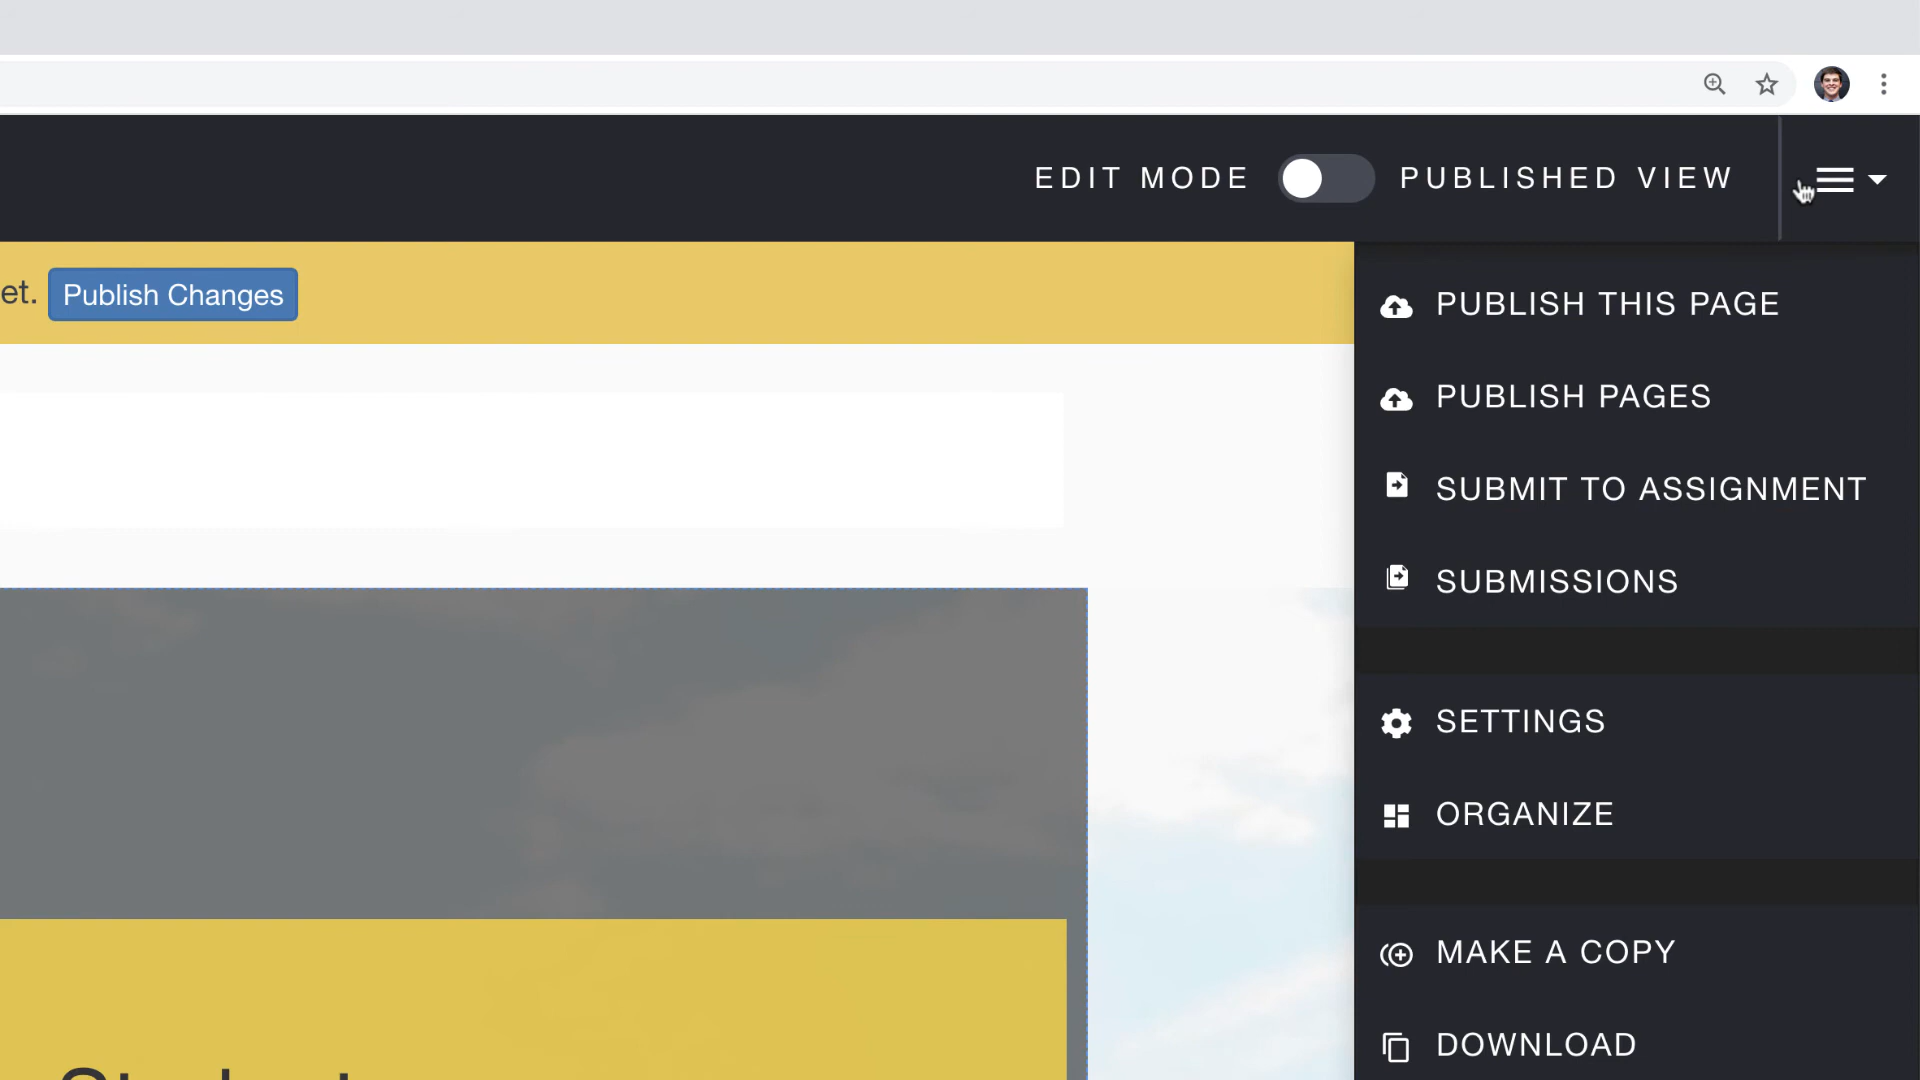 EDIT MODE PUBLISHED VIEW
et. Publish Changes
PUBLISH THIS PAGE
PUBLISH PAGES
SUBMIT TO ASSIGNMENT
SUBMISSIONS
SETTINGS
ORGANIZE
MAKE A COPY
DOWNLOAD